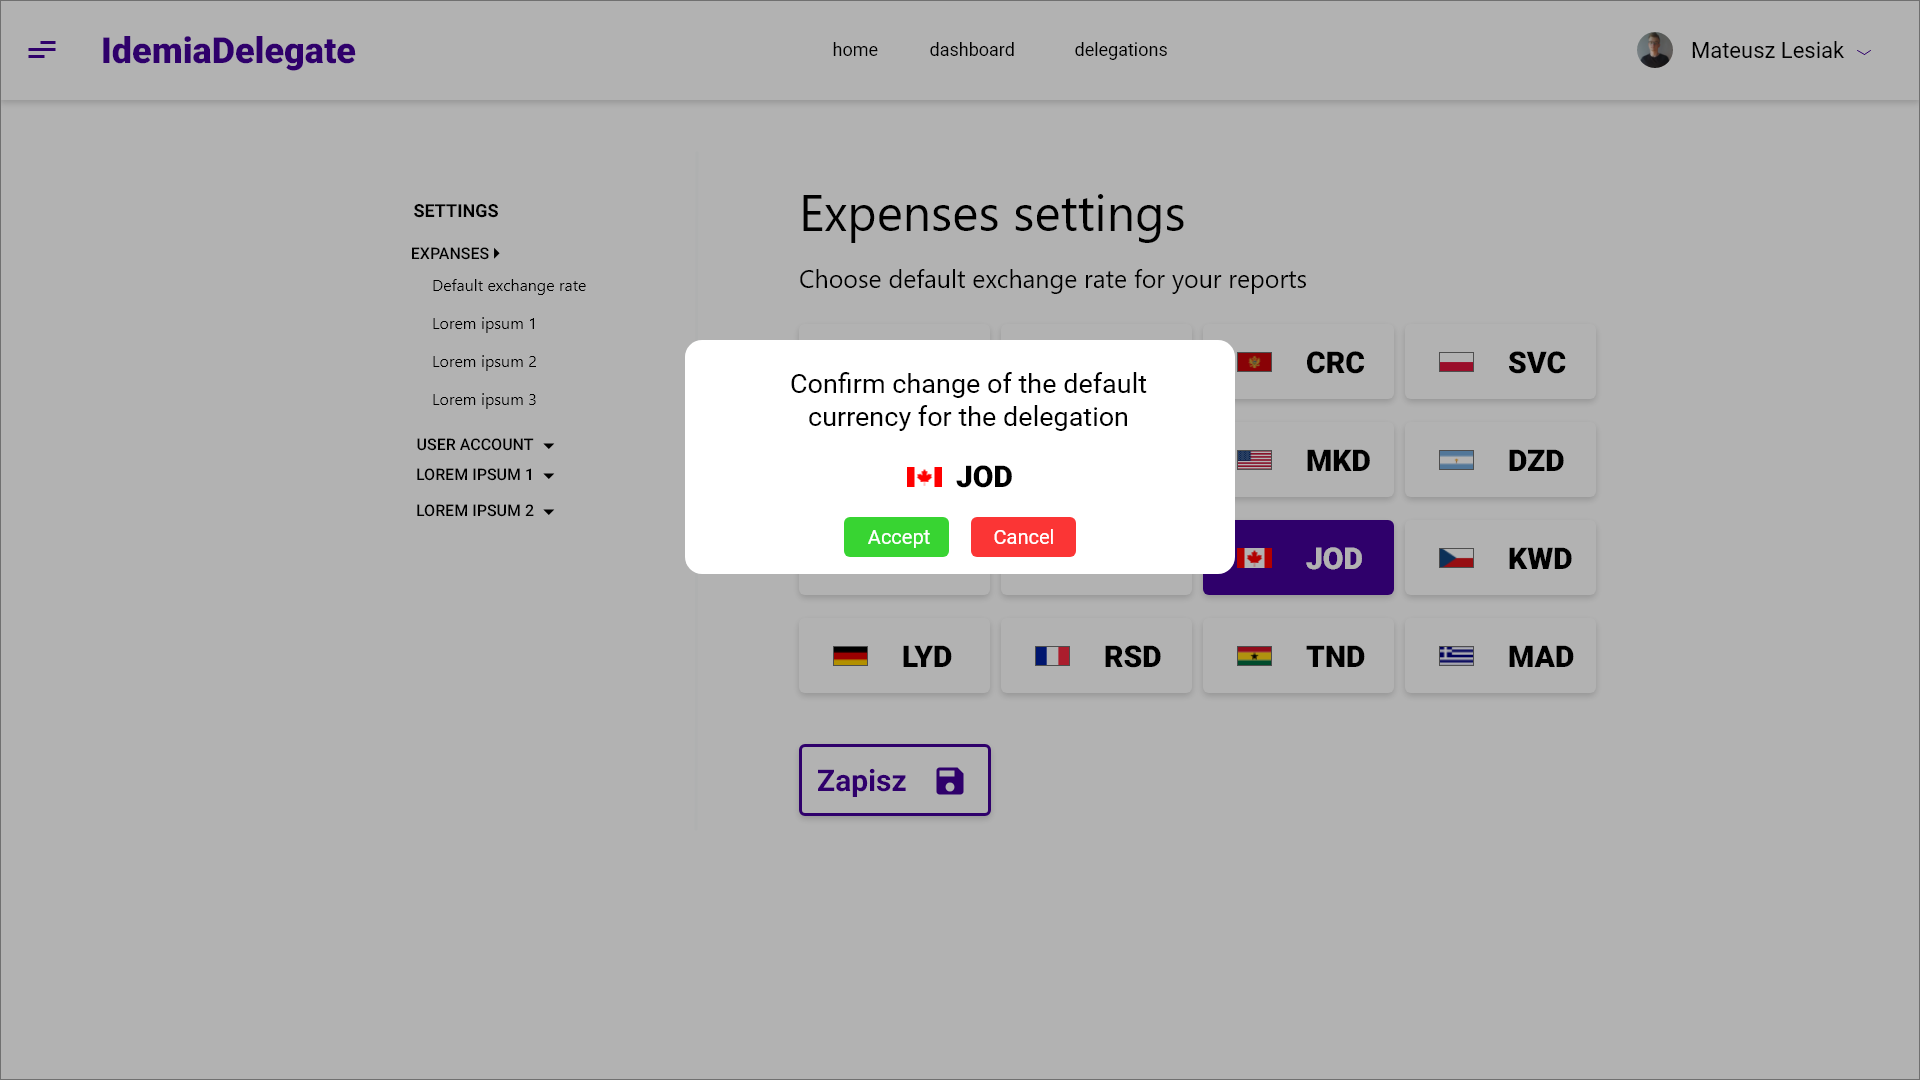 IdemiaDelegate
home
dashboard
delegations
Mateusz Lesiak
SETTINGS
EXPANSES
Default exchange rate
Lorem ipsum 1
Lorem ipsum 2
Lorem ipsum 3
USER ACCOUNT
LOREM IPSUM 1
LOREM IPSUM 2
Expenses settings
Choose default exchange rate for your reports
CRC
SVC
MKD
DZD
JOD
KWD
LYD
RSD
TND
MAD
Zapisz
Confirm change of the default
currency for the delegation
JOD
Accept
Cancel